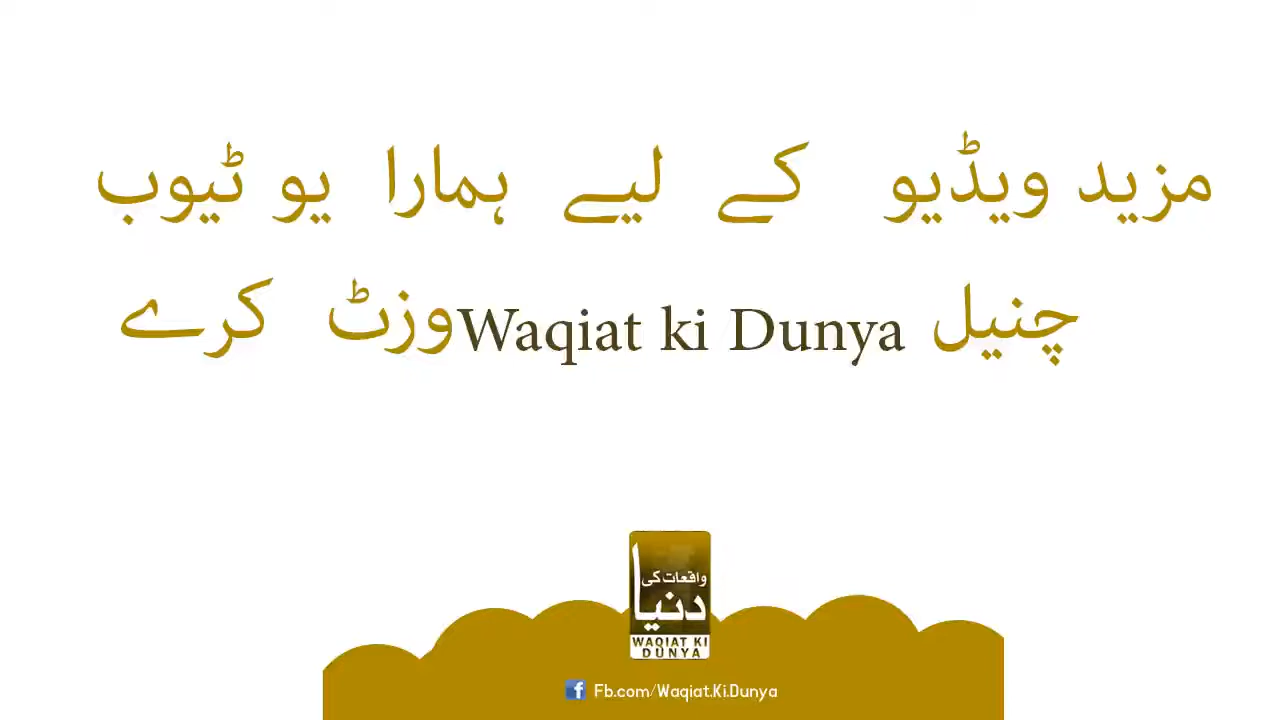 مزید ویڈیو کے لیے ہمارا یو ٹیوب
چنیل Waqiat ki Dunya وزٹ کرے
واقعات کی
دنیا
WAQIAT KI
DUNYA
Fb.com/Waqiat.Ki.Dunya